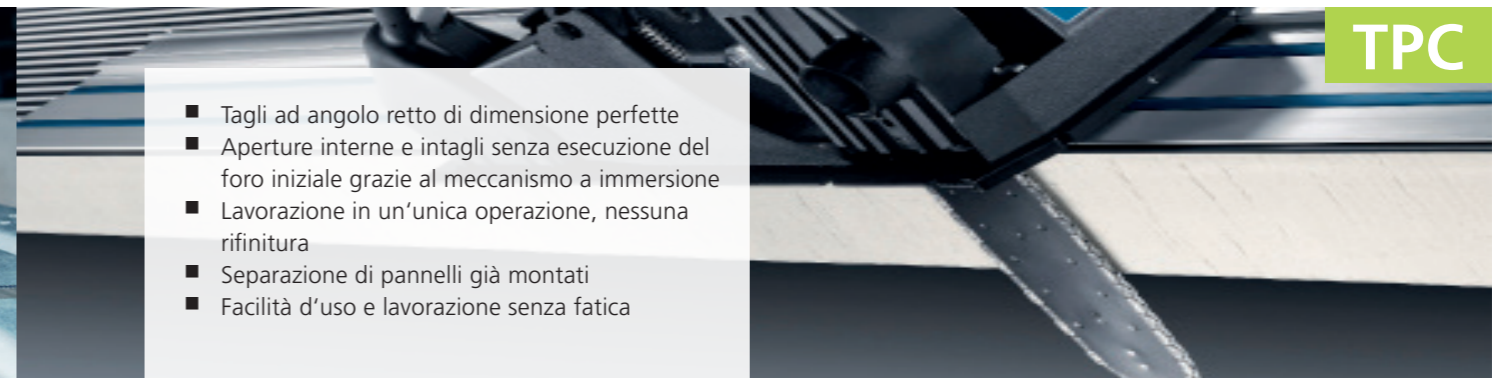 TPC
■ Tagli ad angolo retto di dimensione perfette
■ Aperture interne e intagli senza esecuzione del
foro iniziale grazie al meccanismo a immersione
■ Lavorazione in un‘unica operazione, nessuna
rifinitura
■ Separazione di pannelli già montati
■ Facilità d‘uso e lavorazione senza fatica